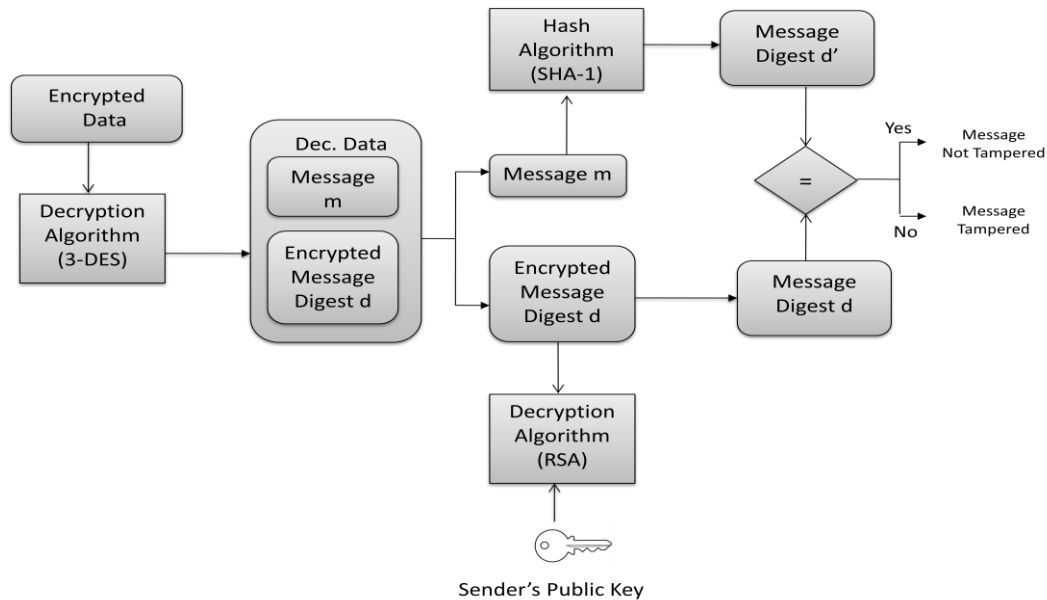 Encrypted
Data
Decryption
Algorithm
(3-DES)
Dec. Data
Message
m
Encrypted
Message
Digest d
Hash
Algorithm
(SHA-1)
Message
Digest d’
Message m
Encrypted
Message
Digest d
Decryption
Algorithm
(RSA)
Sender’s Public Key
Message
Digest d
=
Yes
Message
Not Tampered
No
Message
Tampered